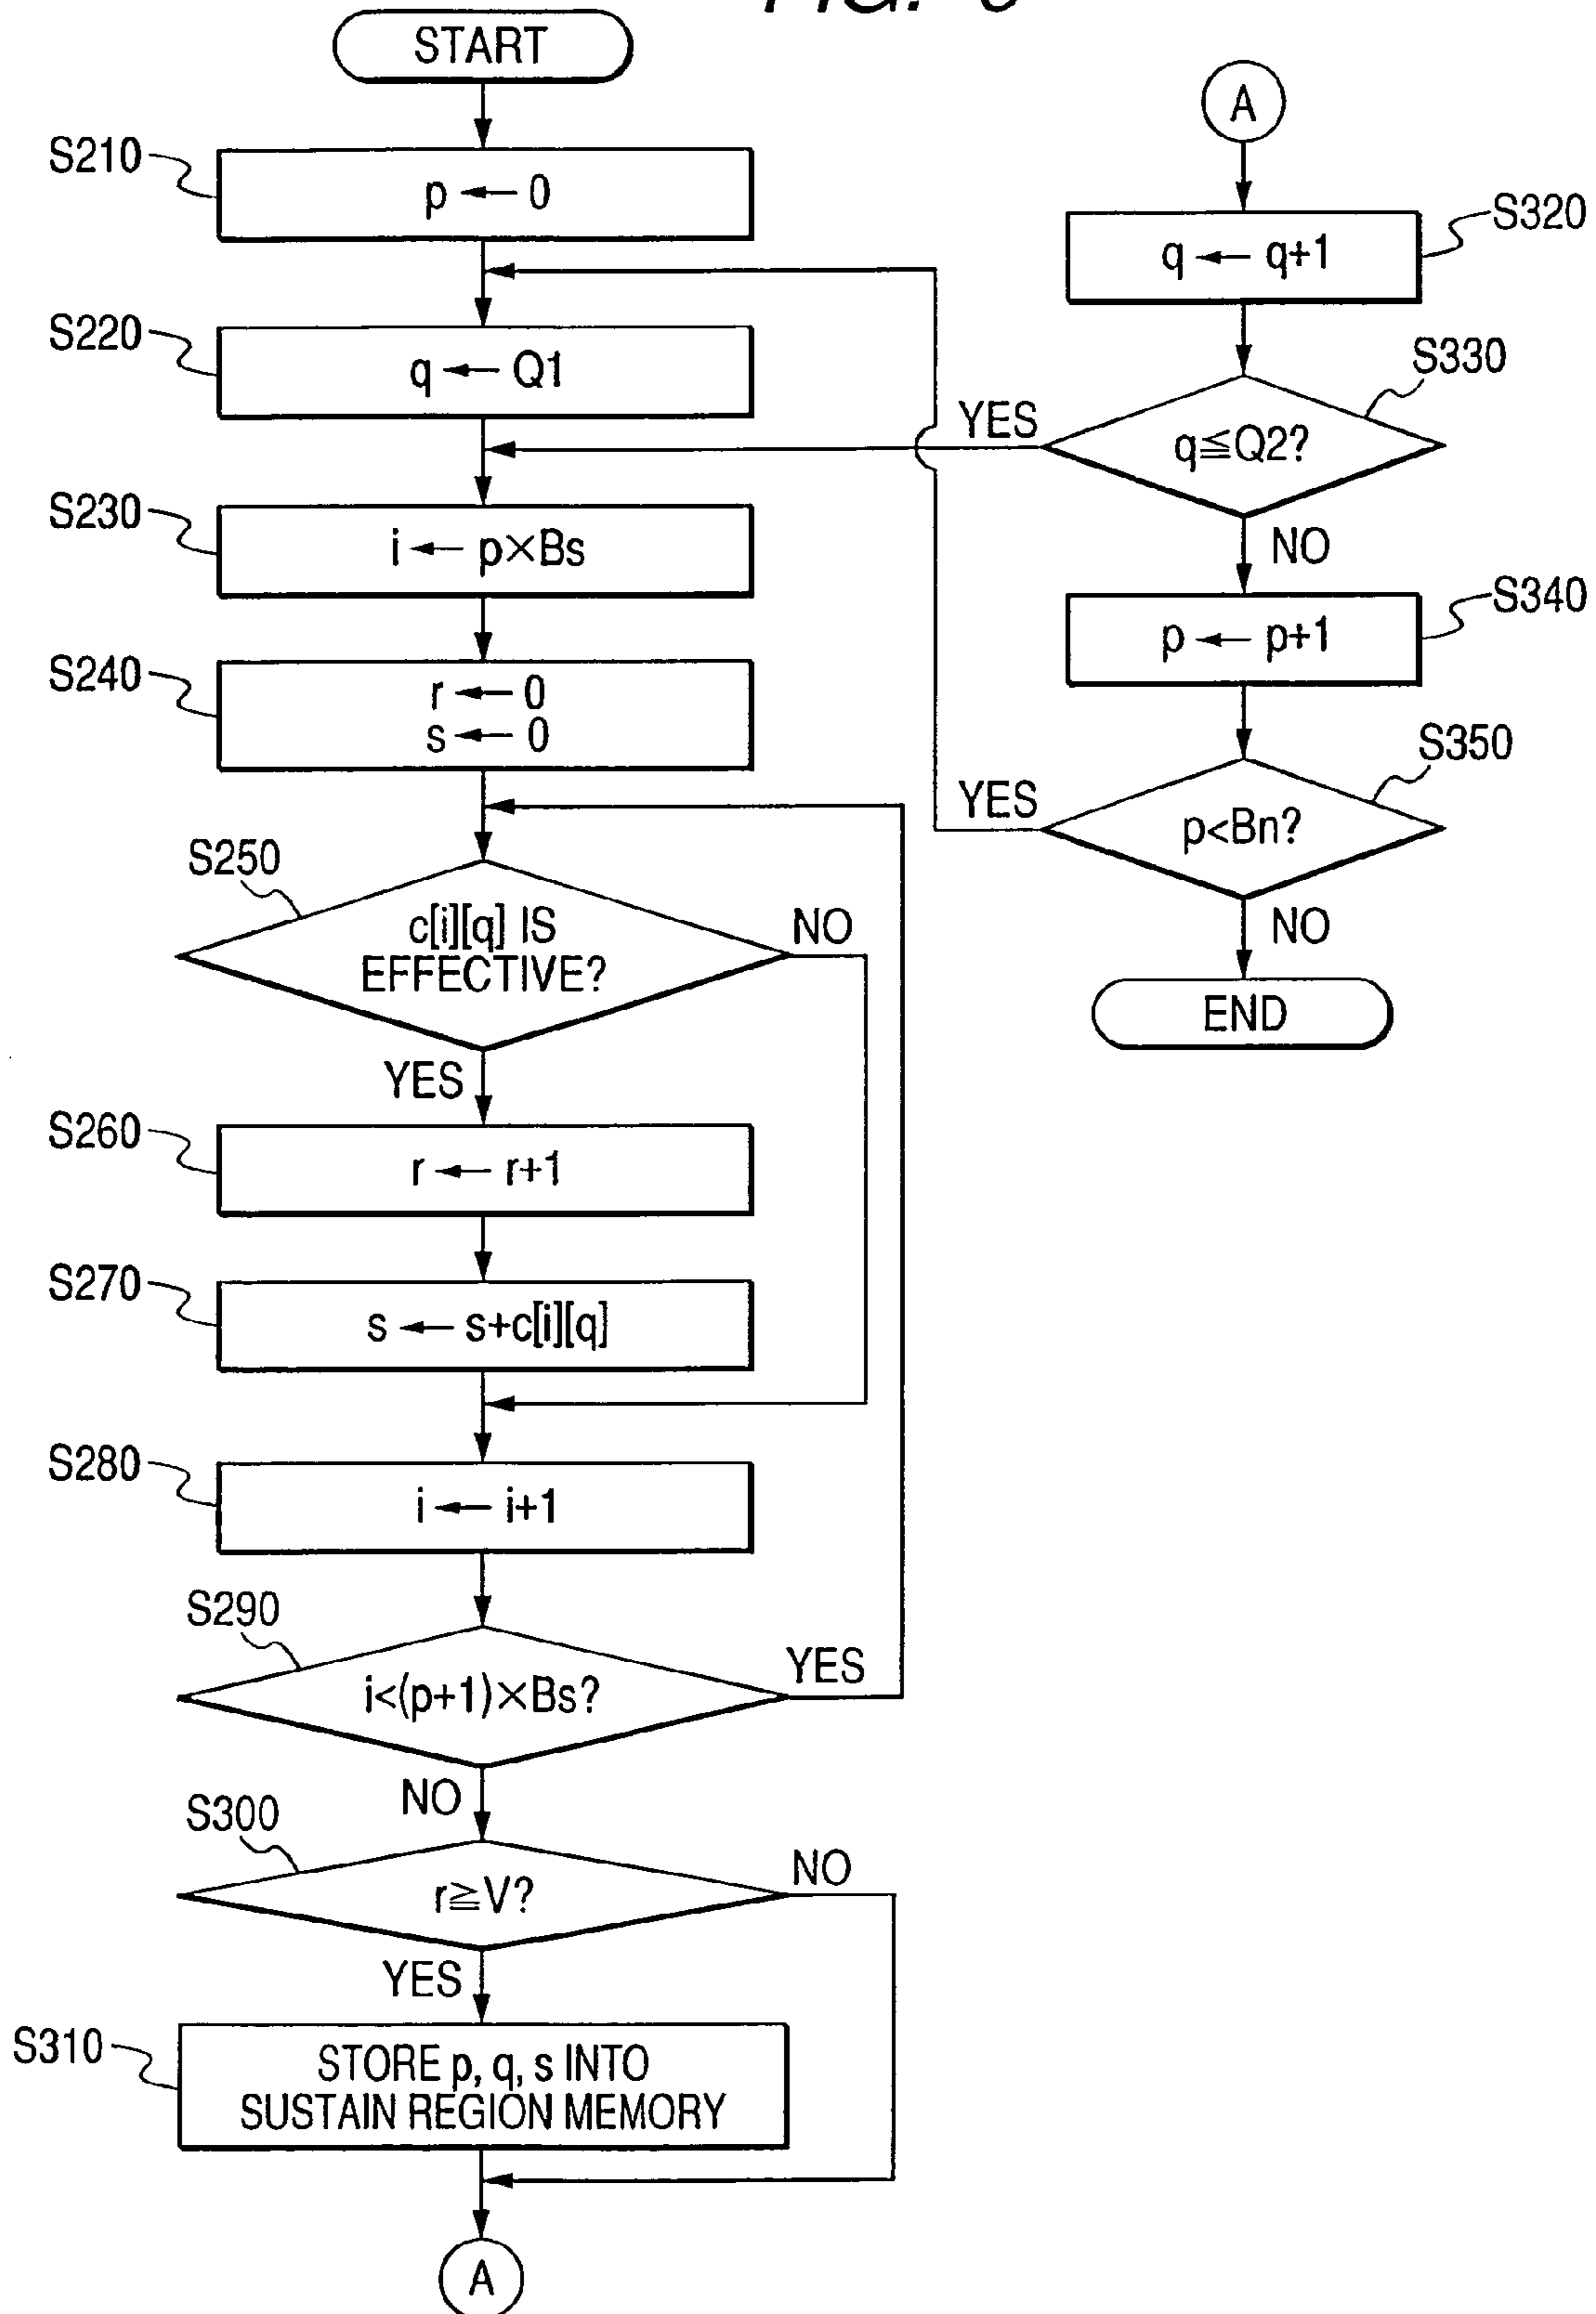 FIG.
START
S210
p ← 0
S220
q ← Q1
S230
i ← p×Bs
S240
r ← 0
s ← 0
S250
c[i][q] IS
EFFECTIVE?
NO
YES
S260
r ← r+1
S270
s ← s+c[i][q]
S280
i ← i+1
S290
i<(p+1)×Bs?
YES
NO
S300
r≧V?
NO
YES
S310
STORE p, q, s INTO
SUSTAIN REGION MEMORY
A
A
S320
q ← q+1
S330
q≦Q2?
YES
NO
S340
p ← p+1
S350
p<Bn?
YES
NO
END